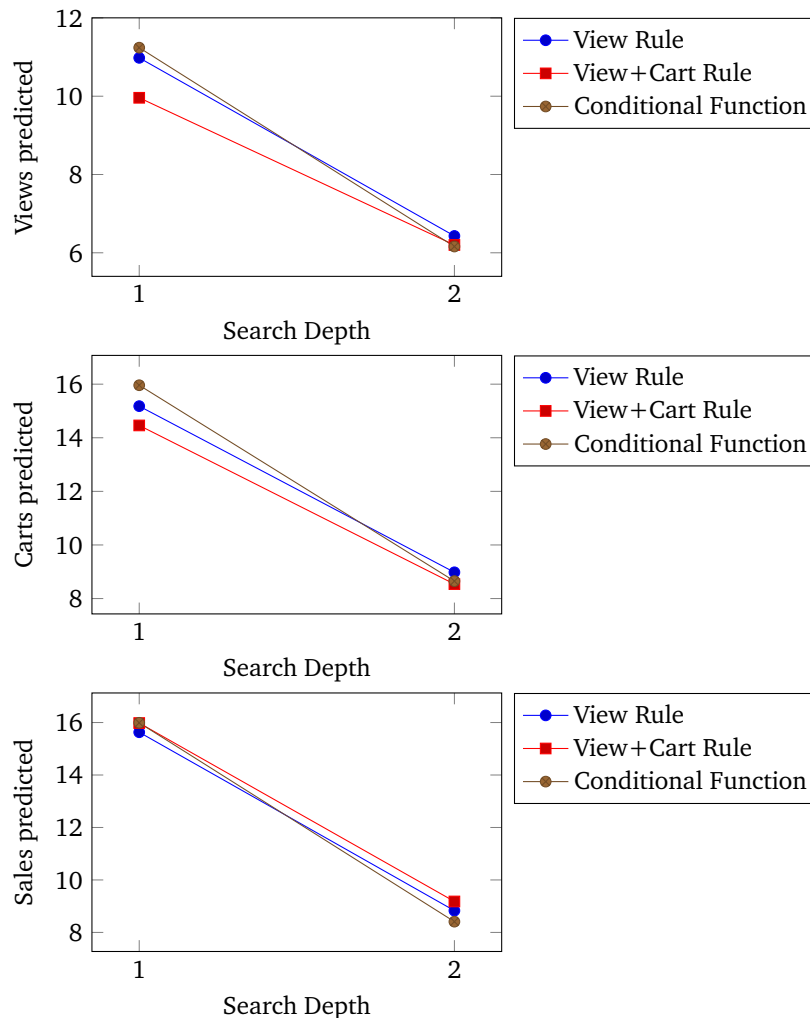 12
10
8
6
Views predicted
1
2
Search Depth
View Rule
View+Cart Rule
Conditional Function
16
14
12
10
8
Carts predicted
1
2
Search Depth
View Rule
View+Cart Rule
Conditional Function
16
14
12
10
8
Sales predicted
1
2
Search Depth
View Rule
View+Cart Rule
Conditional Function